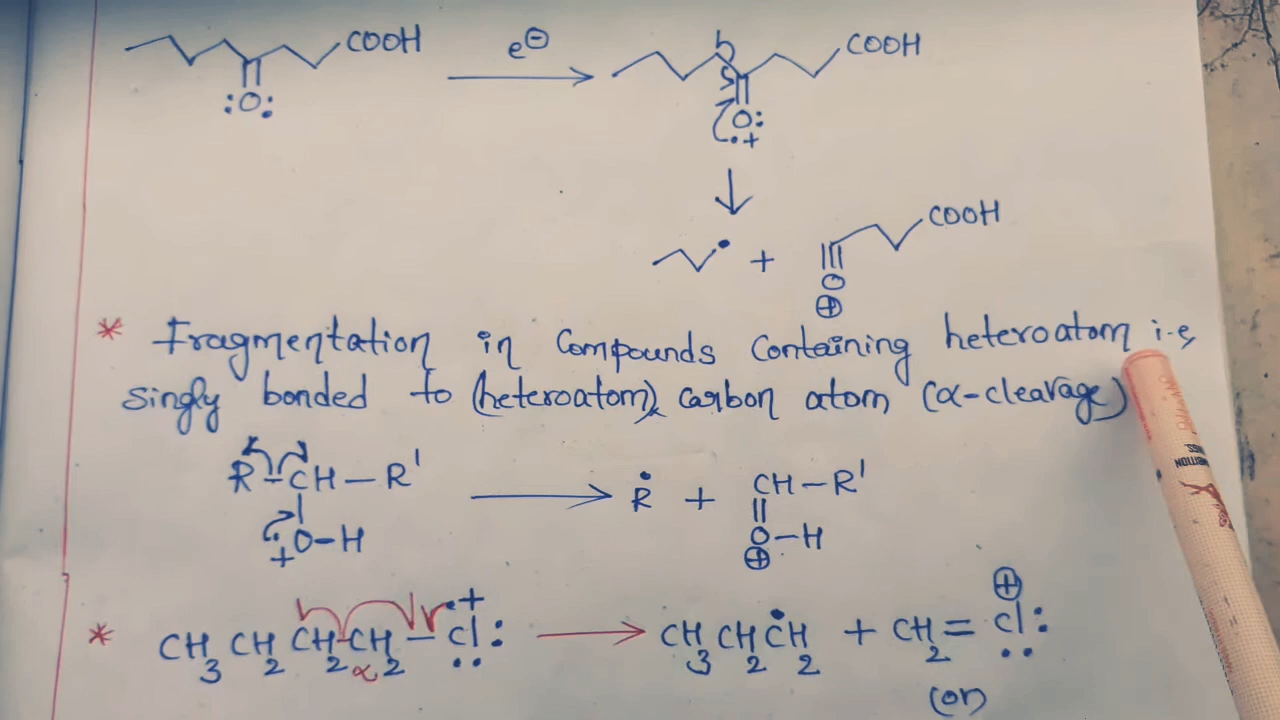 COOH e⊖ COOH
:O: O: •+
↓
• + COOH
O
⊕
* Fragmentation in Compounds Containing heteroatom i.e,
singly bonded to (heteroatom), carbon atom (α-cleavage)
R–CH–R' ⟶ Ṙ + CH–R'
:O–H + O–H ⊕
* CH₃ CH₂ CH₂–CH₂–Cl: •+ ⟶ CH₃ CH₂ ĊH₂ + CH₂=Cl: ⊕
α
(or)